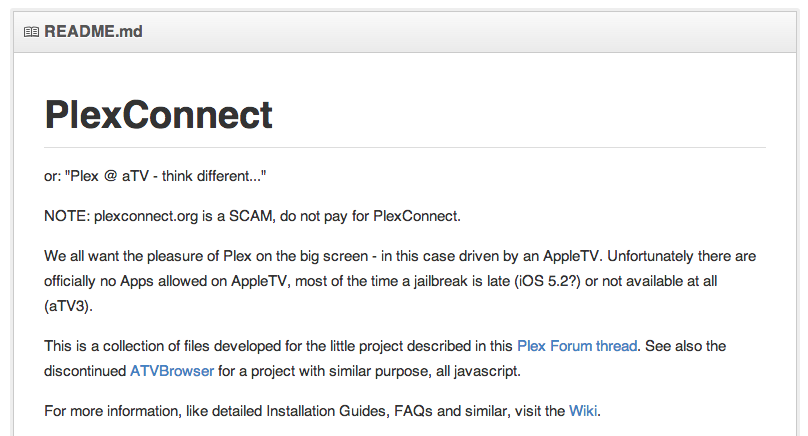 README.md
PlexConnect
or: "Plex @ aTV - think different..."
NOTE: plexconnect.org is a SCAM, do not pay for PlexConnect.
We all want the pleasure of Plex on the big screen - in this case driven by an AppleTV. Unfortunately there are
officially no Apps allowed on AppleTV, most of the time a jailbreak is late (iOS 5.2?) or not available at all
(aTV3).
This is a collection of files developed for the little project described in this Plex Forum thread. See also the
discontinued ATVBrowser for a project with similar purpose, all javascript.
For more information, like detailed Installation Guides, FAQs and similar, visit the Wiki.